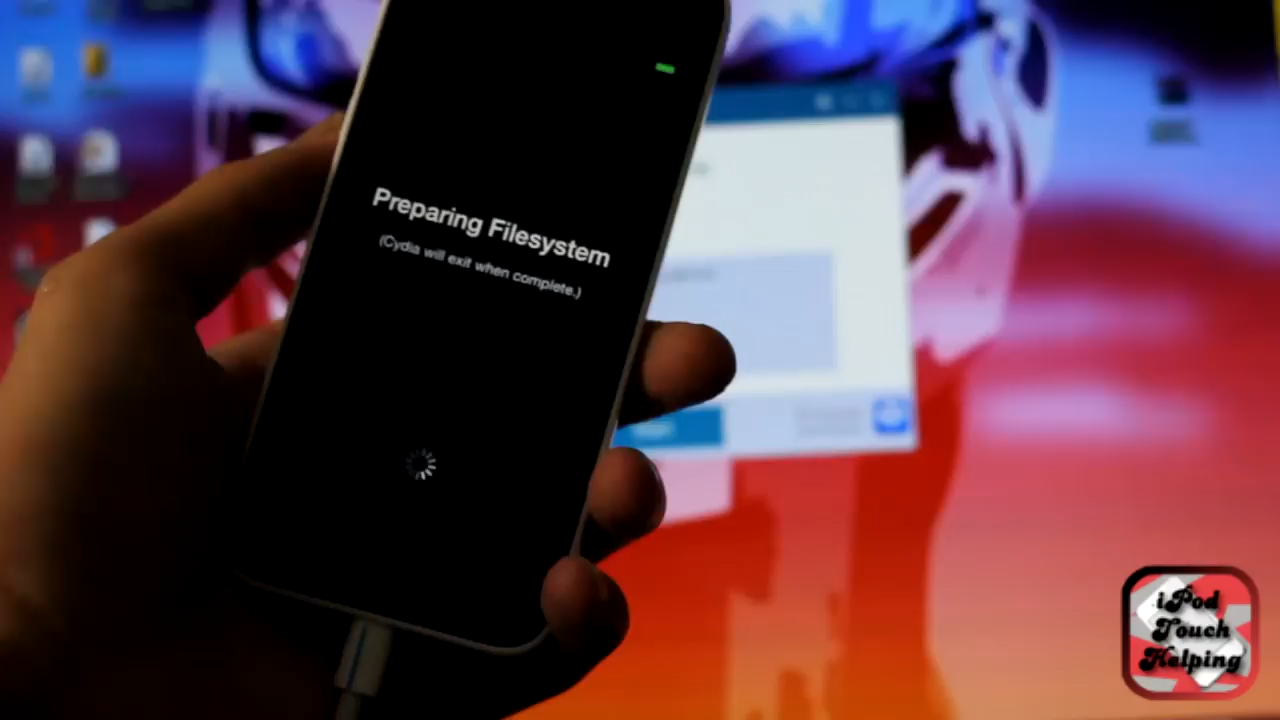 Preparing Filesystem
(Cydia will exit when complete.)
iPod
Touch
Helping